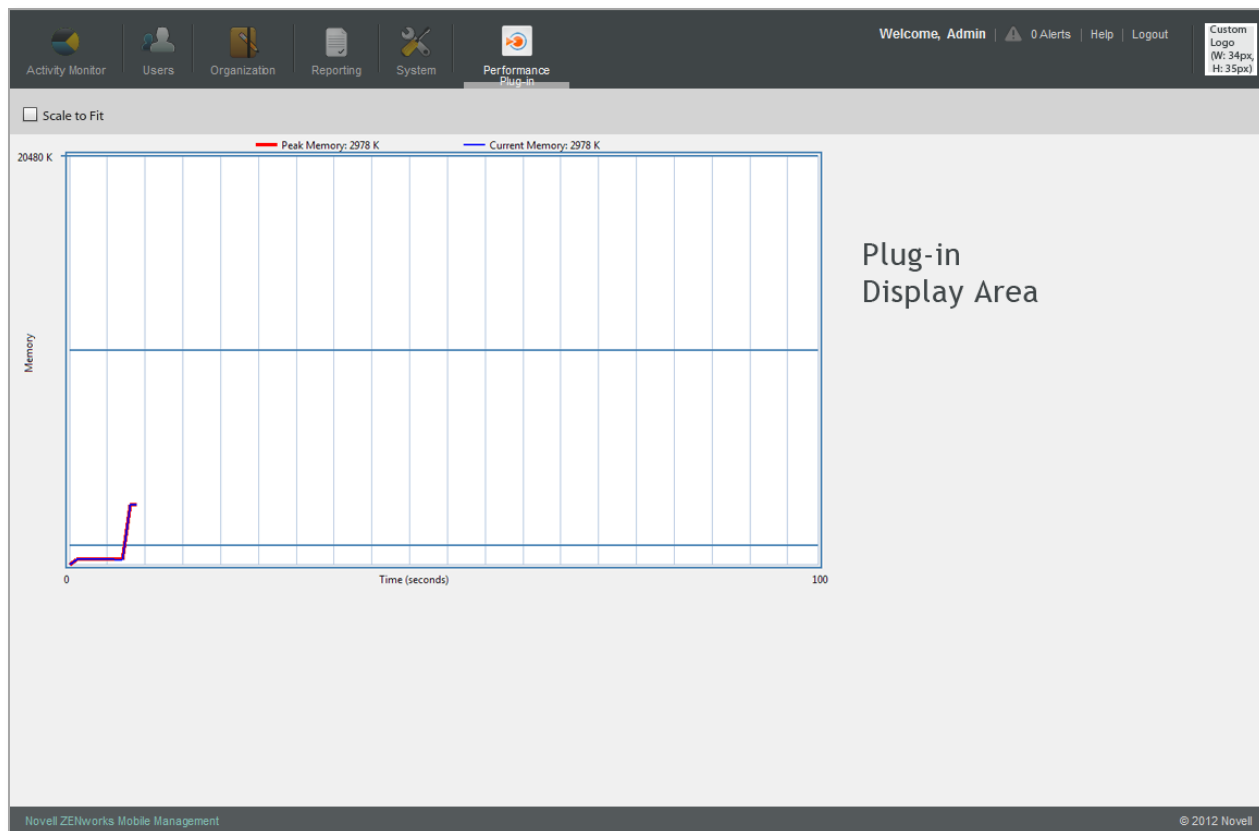 Activity Monitor
Users
Organization
Reporting
System
Performance
Plug-in
Welcome, Admin | 0 Alerts | Help | Logout
Custom
Logo
(W: 34px,
H: 35px)
Scale to Fit
Peak Memory: 2978 K
Current Memory: 2978 K
20480 K
Memory
Plug-in
Display Area
0
Time (seconds)
100
Novell ZENworks Mobile Management
© 2012 Novell